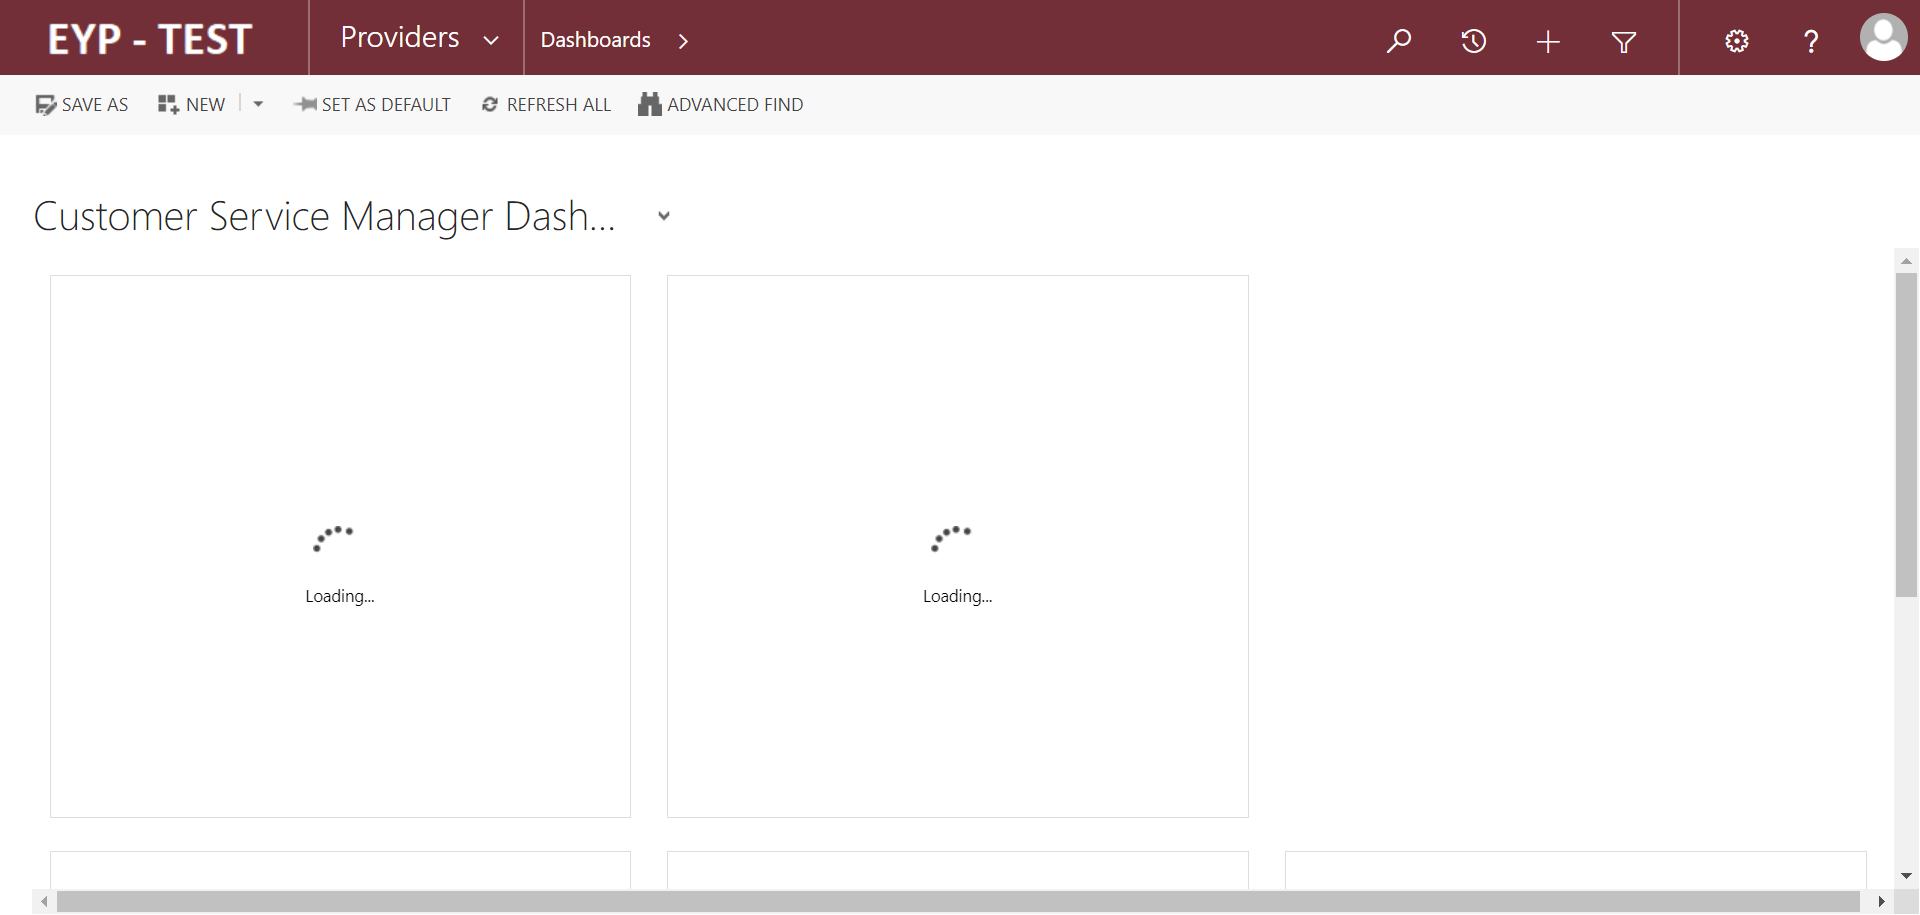 EYP - TEST
Providers
Dashboards
?
SAVE AS
NEW
SET AS DEFAULT
REFRESH ALL
ADVANCED FIND
Customer Service Manager Dash...
Loading...
Loading...